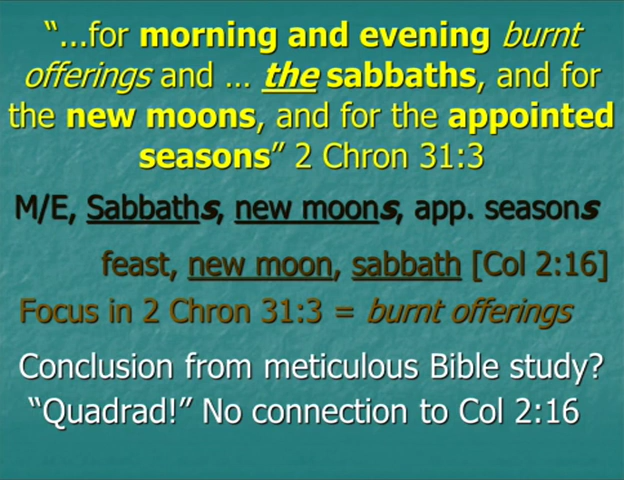 “...for morning and evening burnt
offerings and ... the sabbaths, and for
the new moons, and for the appointed
seasons” 2 Chron 31:3
M/E, Sabbaths, new moons, app. seasons
feast, new moon, sabbath [Col 2:16]
Focus in 2 Chron 31:3 = burnt offerings
Conclusion from meticulous Bible study?
“Quadrad!” No connection to Col 2:16